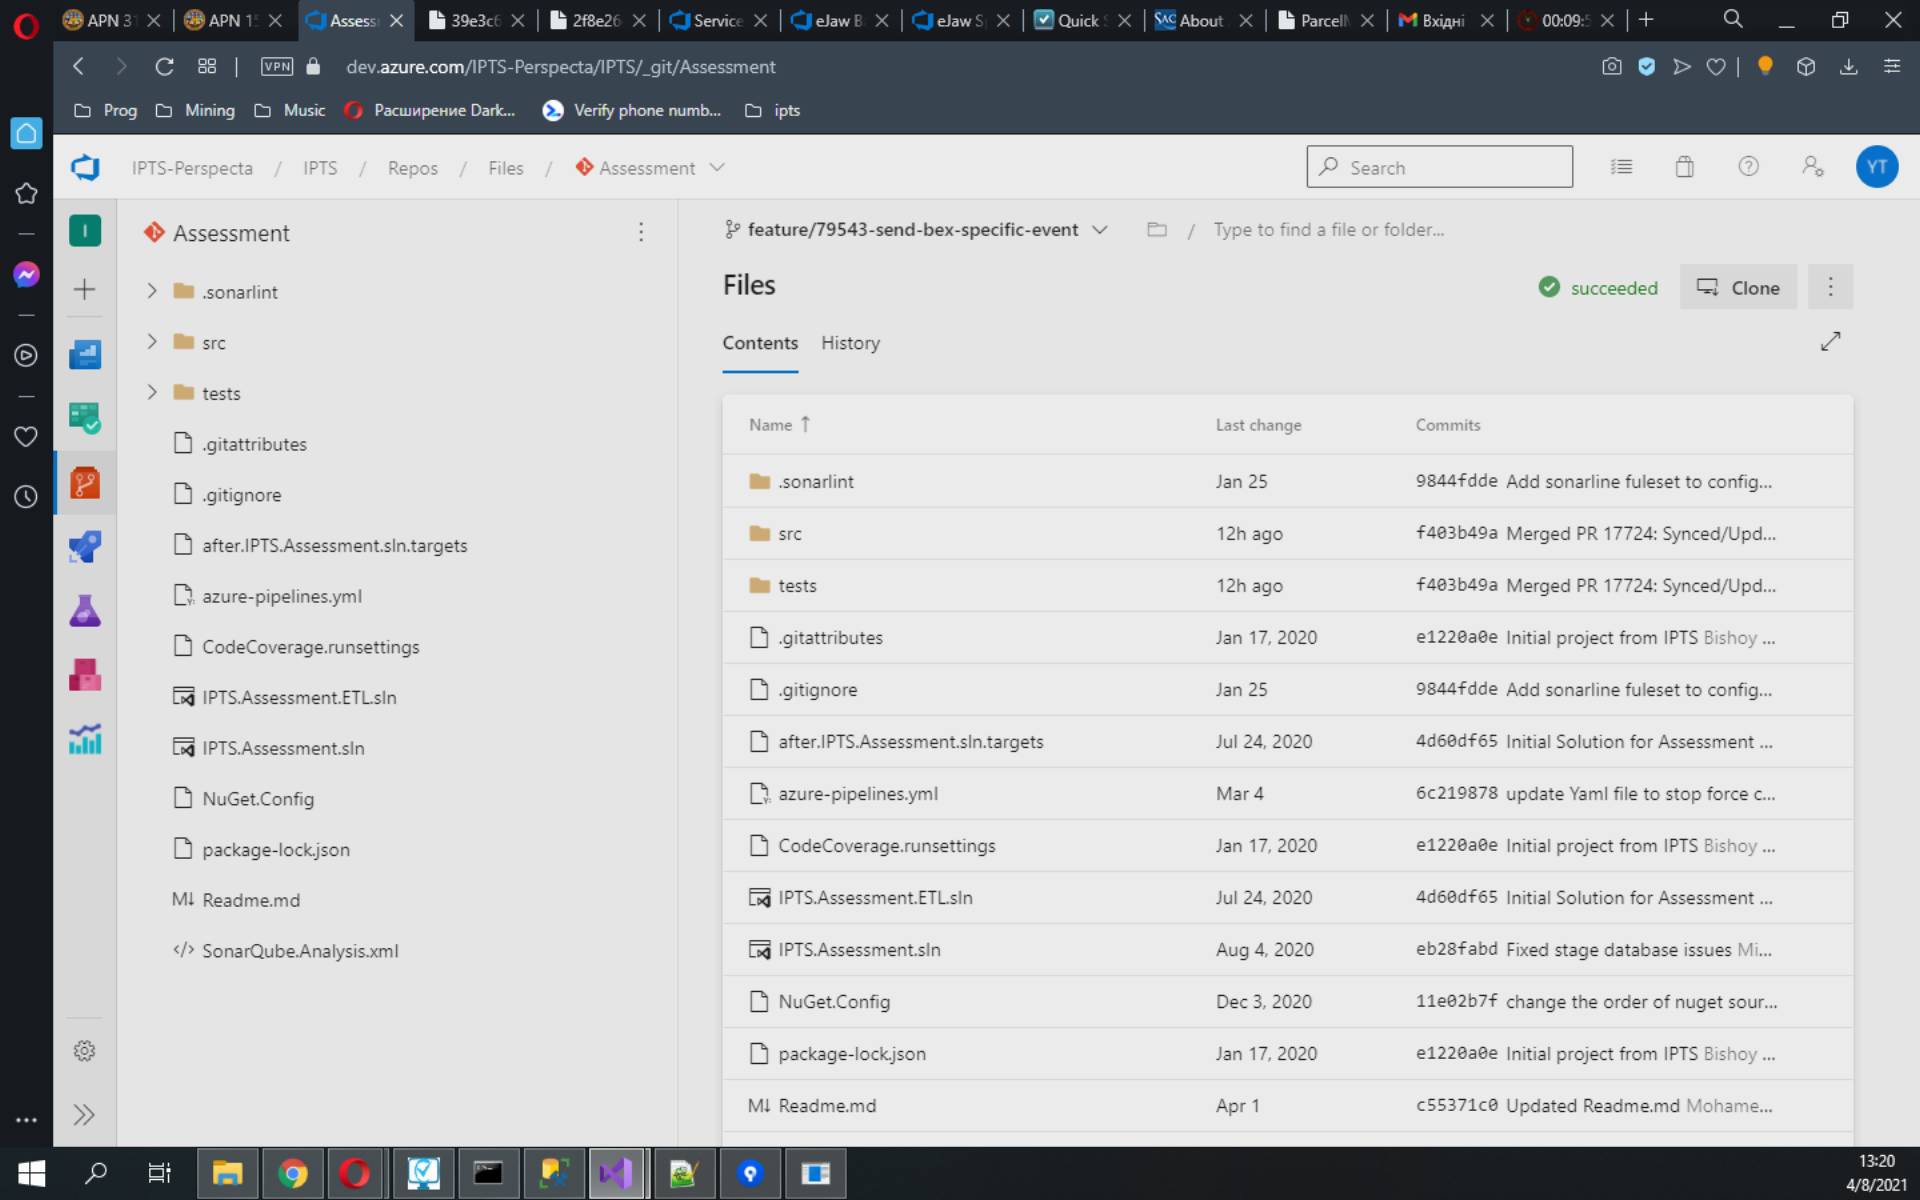 APN 31
APN 15
Assess
39e3c6
2f8e26
Service
eJaw B
eJaw S
Quick S
SAC About
ParcelM
Вхідні
00:09:5
VPN
dev.azure.com/IPTS-Perspecta/IPTS/_git/Assessment
Prog
Mining
Music
Расширение Dark...
Verify phone numb...
ipts
IPTS-Perspecta / IPTS / Repos / Files / Assessment
Search
YT
I
Assessment
.sonarlint
src
tests
.gitattributes
.gitignore
after.IPTS.Assessment.sln.targets
azure-pipelines.yml
CodeCoverage.runsettings
IPTS.Assessment.ETL.sln
IPTS.Assessment.sln
NuGet.Config
package-lock.json
M↓ Readme.md
</> SonarQube.Analysis.xml
feature/79543-send-bex-specific-event
/ Type to find a file or folder...
Files
succeeded
Clone
Contents
History
Name ↑ Last change Commits
.sonarlint Jan 25 9844fdde Add sonarline fuleset to config...
src 12h ago f403b49a Merged PR 17724: Synced/Upd...
tests 12h ago f403b49a Merged PR 17724: Synced/Upd...
.gitattributes Jan 17, 2020 e1220a0e Initial project from IPTS Bishoy ...
.gitignore Jan 25 9844fdde Add sonarline fuleset to config...
after.IPTS.Assessment.sln.targets Jul 24, 2020 4d60df65 Initial Solution for Assessment ...
azure-pipelines.yml Mar 4 6c219878 update Yaml file to stop force c...
CodeCoverage.runsettings Jan 17, 2020 e1220a0e Initial project from IPTS Bishoy ...
IPTS.Assessment.ETL.sln Jul 24, 2020 4d60df65 Initial Solution for Assessment ...
IPTS.Assessment.sln Aug 4, 2020 eb28fabd Fixed stage database issues Mi...
NuGet.Config Dec 3, 2020 11e02b7f change the order of nuget sour...
package-lock.json Jan 17, 2020 e1220a0e Initial project from IPTS Bishoy ...
M↓ Readme.md Apr 1 c55371c0 Updated Readme.md Mohame...
13:20
4/8/2021